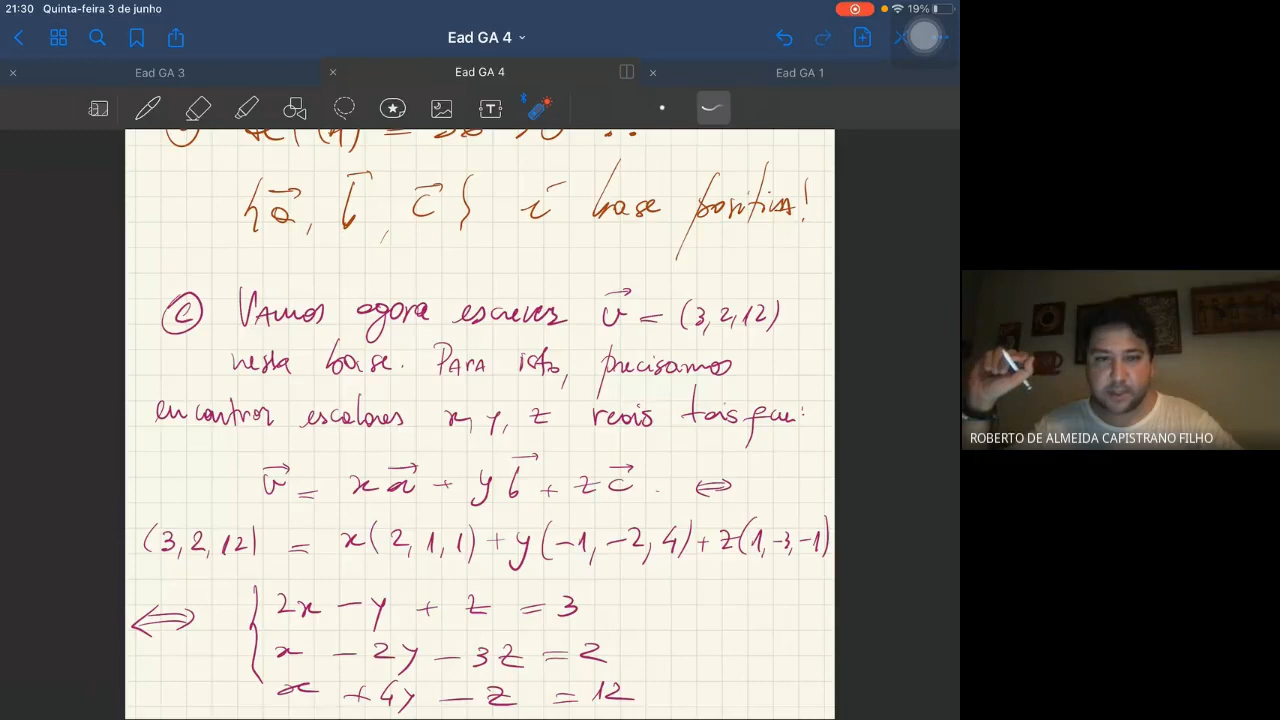 21:30 Quinta-feira 3 de junho
19%
Ead GA 4
Ead GA 3
Ead GA 4
Ead GA 1
T
= 38 > 0 ∴
{a⃗, b⃗, c⃗} é base positiva!
Ⓒ Vamos agora escrever v⃗ = (3,2,12)
nesta base. Para isto, precisamos
encontrar escalares x, y, z reais tais que:
v⃗ = x a⃗ + y b⃗ + z c⃗. ⇔
(3,2,12) = x(2,1,1) + y(-1,-2,4) + z(1,-3,-1)
⇔ { 2x - y + z = 3
x - 2y - 3z = 2
x + 4y - z = 12
ROBERTO DE ALMEIDA CAPISTRANO FILHO